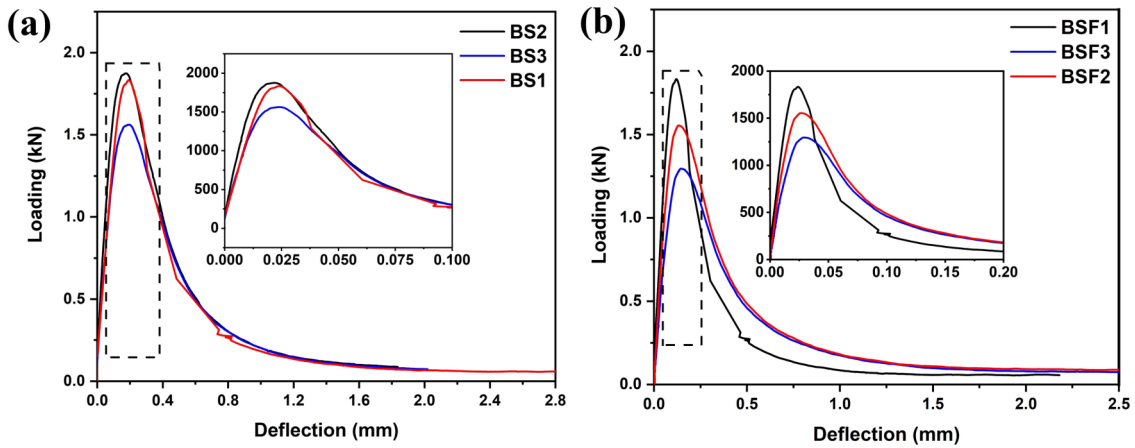 (a)
BS2
BS3
BS1
Loading (kN)
2.0
1.5
1.0
0.5
0.0
0.0 0.4 0.8 1.2 1.6 2.0 2.4 2.8
Deflection (mm)
2000
1500
1000
500
0
0.000 0.025 0.050 0.075 0.100
(b)
BSF1
BSF3
BSF2
Loading (kN)
2.0
1.5
1.0
0.5
0.0
0.0 0.5 1.0 1.5 2.0 2.5
Deflection (mm)
2000
1500
1000
500
0
0.00 0.05 0.10 0.15 0.20